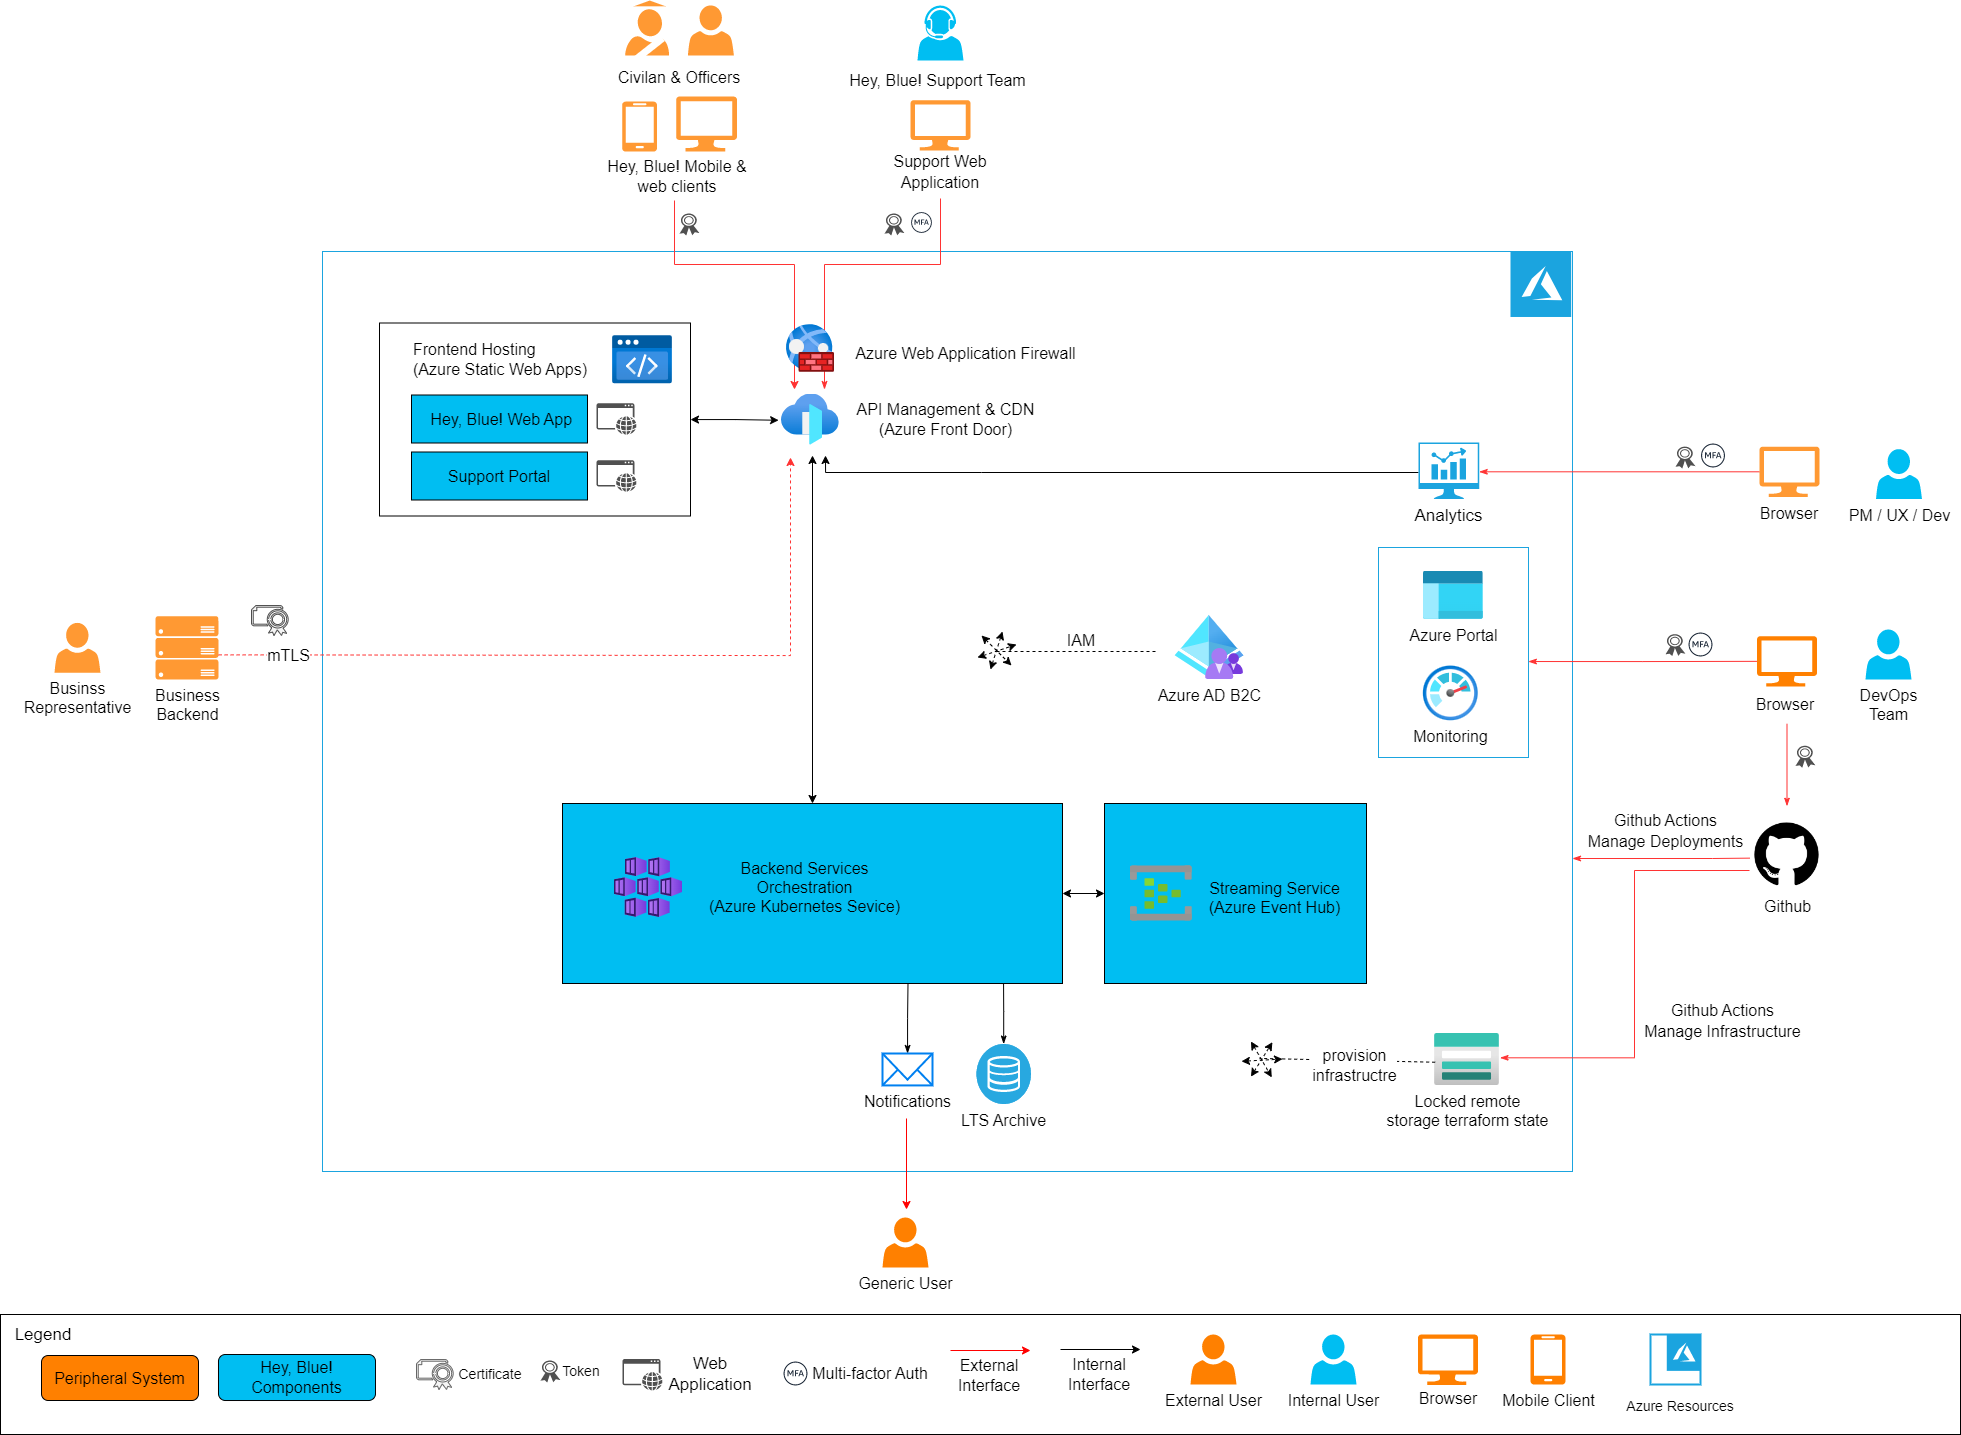 Civilan & Officers
Hey, Blue! Support Team
Hey, Blue! Mobile &
web clients
Support Web
Application
MFA
Frontend Hosting
(Azure Static Web Apps)
Hey, Blue! Web App
Support Portal
Azure Web Application Firewall
API Management & CDN
(Azure Front Door)
Analytics
MFA
Browser
PM / UX / Dev
Businss
Representative
Business
Backend
mTLS
IAM
Azure AD B2C
Azure Portal
Monitoring
MFA
Browser
DevOps
Team
Github Actions
Manage Deployments
Github
Backend Services
Orchestration
(Azure Kubernetes Sevice)
Streaming Service
(Azure Event Hub)
Github Actions
Manage Infrastructure
provision
infrastructre
Locked remote
storage terraform state
Notifications
LTS Archive
Generic User
Legend
Peripheral System
Hey, Blue!
Components
Certificate
Token
Web
Application
MFA
Multi-factor Auth
External
Interface
Internal
Interface
External User
Internal User
Browser
Mobile Client
Azure Resources